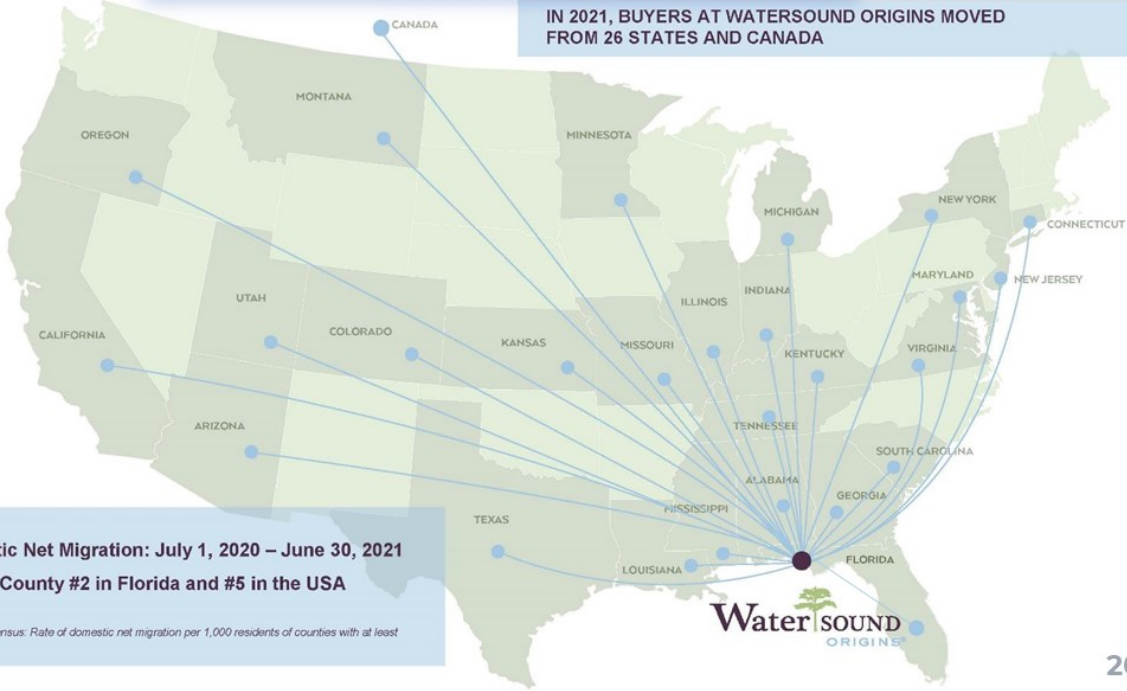 IN 2021, BUYERS AT WATERSOUND ORIGINS MOVED
FROM 26 STATES AND CANADA
CANADA
MONTANA
OREGON
MINNESOTA
MICHIGAN
NEW YORK
CONNECTICUT
MARYLAND
NEW JERSEY
UTAH
COLORADO
CALIFORNIA
KANSAS
MISSOURI
ILLINOIS
INDIANA
KENTUCKY
VIRGINIA
ARIZONA
TENNESSEE
SOUTH CAROLINA
ALABAMA
GEORGIA
MISSISSIPPI
TEXAS
LOUISIANA
FLORIDA
tic Net Migration: July 1, 2020 – June 30, 2021
County #2 in Florida and #5 in the USA
ensus: Rate of domestic net migration per 1,000 residents of counties with at least
Water SOUND
ORIGINS®